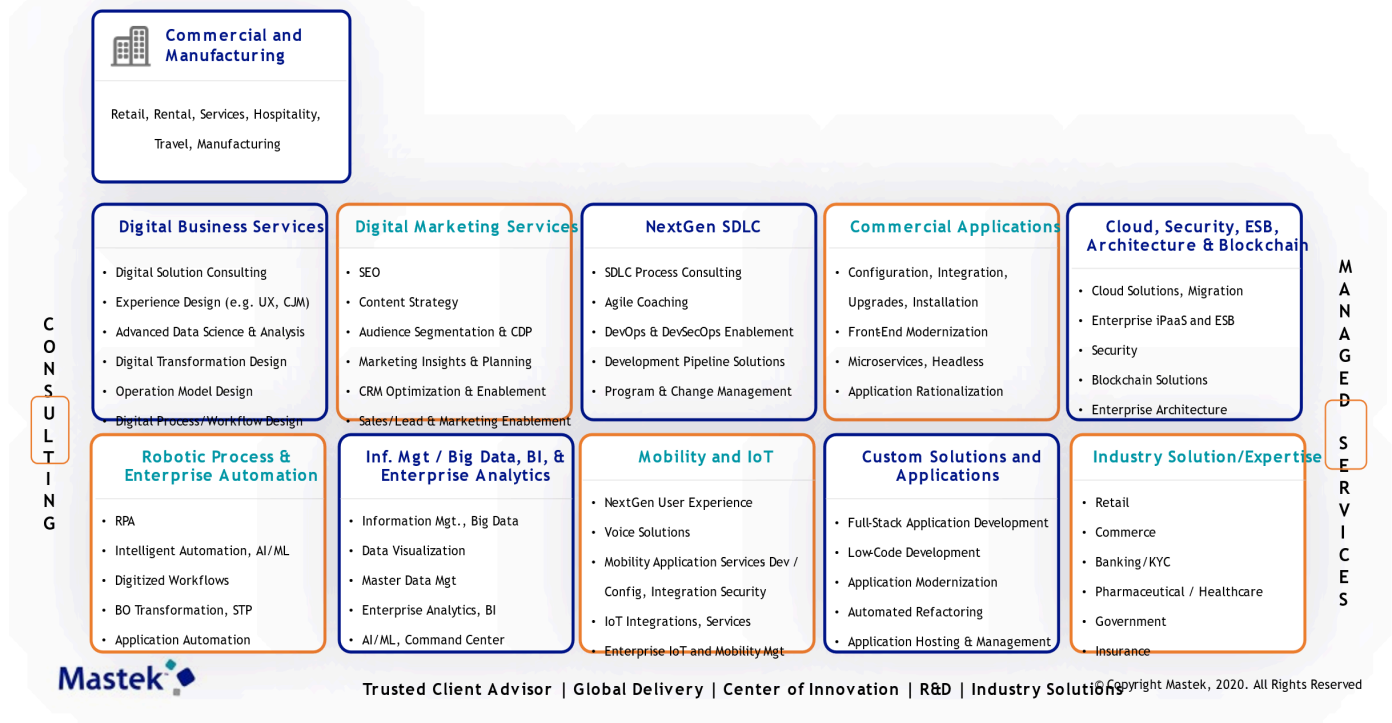 Commercial and
Manufacturing
Retail, Rental, Services, Hospitality,
Travel, Manufacturing
CONSULTING
Digital Business Services
• Digital Solution Consulting
• Experience Design (e.g. UX, CJM)
• Advanced Data Science & Analysis
• Digital Transformation Design
• Operation Model Design
• Digital Process/Workflow Design
Digital Marketing Services
• SEO
• Content Strategy
• Audience Segmentation & CDP
• Marketing Insights & Planning
• CRM Optimization & Enablement
• Sales/Lead & Marketing Enablement
NextGen SDLC
• SDLC Process Consulting
• Agile Coaching
• DevOps & DevSecOps Enablement
• Development Pipeline Solutions
• Program & Change Management
Commercial Applications
• Configuration, Integration,
Upgrades, Installation
• Front-End Modernization
• Microservices, Headless
• Application Rationalization
Cloud, Security, ESB,
Architecture & Blockchain
• Cloud Solutions, Migration
• Enterprise iPaaS and ESB
• Security
• Blockchain Solutions
• Enterprise Architecture
Robotic Process &
Enterprise Automation
• RPA
• Intelligent Automation, AI/ML
• Digitized Workflows
• BO Transformation, STP
• Application Automation
Inf. Mgt / Big Data, BI, &
Enterprise Analytics
• Information Mgt., Big Data
• Data Visualization
• Master Data Mgt
• Enterprise Analytics, BI
• AI/ML, Command Center
Mobility and IoT
• NextGen User Experience
• Voice Solutions
• Mobility Application Services Dev /
Config, Integration Security
• IoT Integrations, Services
• Enterprise IoT and Mobility Mgt
Custom Solutions and
Applications
• Full-Stack Application Development
• Low-Code Development
• Application Modernization
• Automated Refactoring
• Application Hosting & Management
Industry Solution/Expertise
• Retail
• Commerce
• Banking/KYC
• Pharmaceutical / Healthcare
• Government
• Insurance
MANAGED SERVICES
Mastek™
Trusted Client Advisor | Global Delivery | Center of Innovation | R&D | Industry Solutions
© Copyright Mastek, 2020. All Rights Reserved